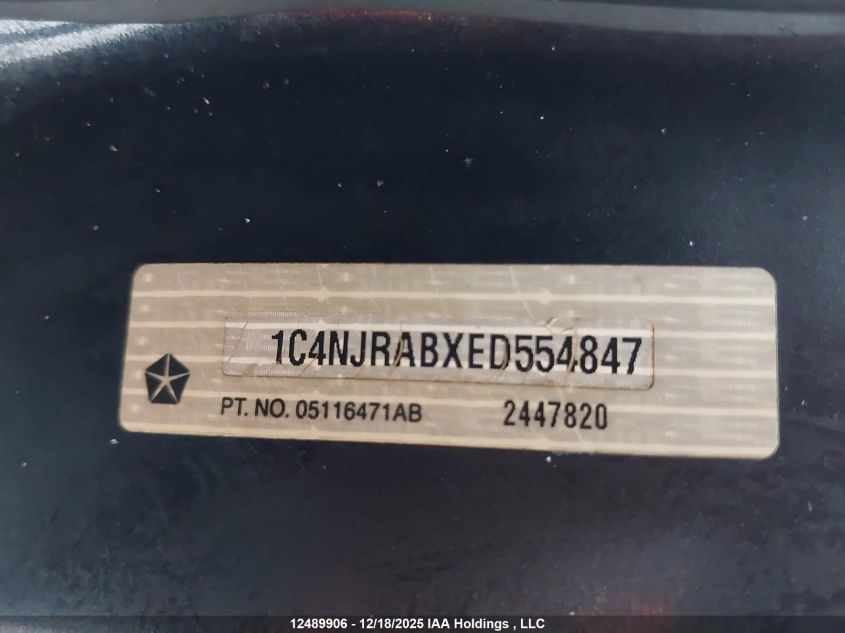 1C4NJRABXED554847
PT. NO. 05116471AB 2447820
12489906 - 12/18/2025 IAA Holdings , LLC